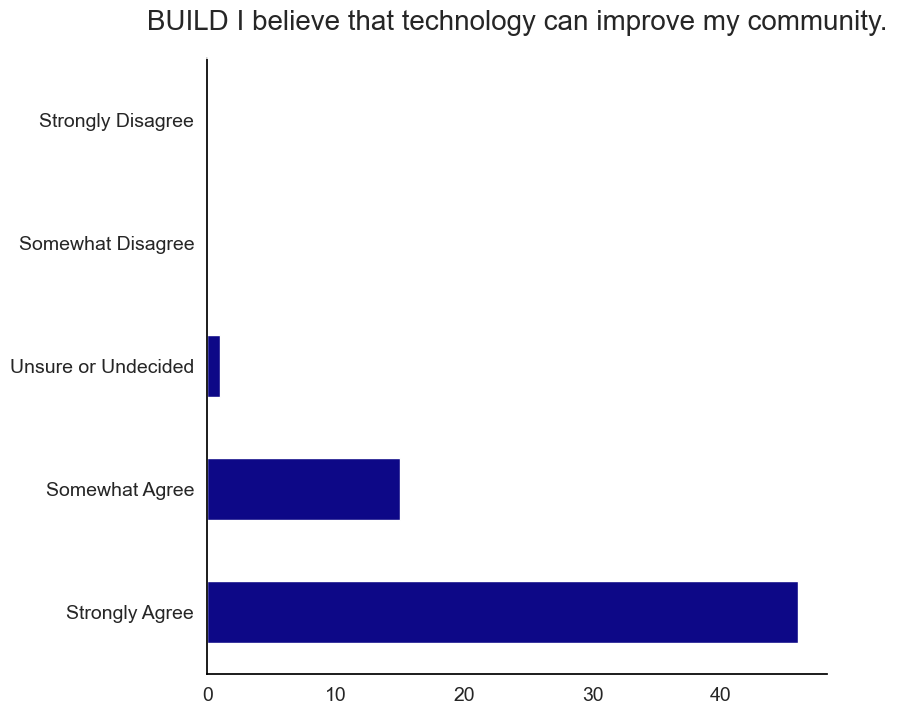 BUILD I believe that technology can improve my community.
Strongly Disagree
Somewhat Disagree
Unsure or Undecided
Somewhat Agree
Strongly Agree
0 10 20 30 40